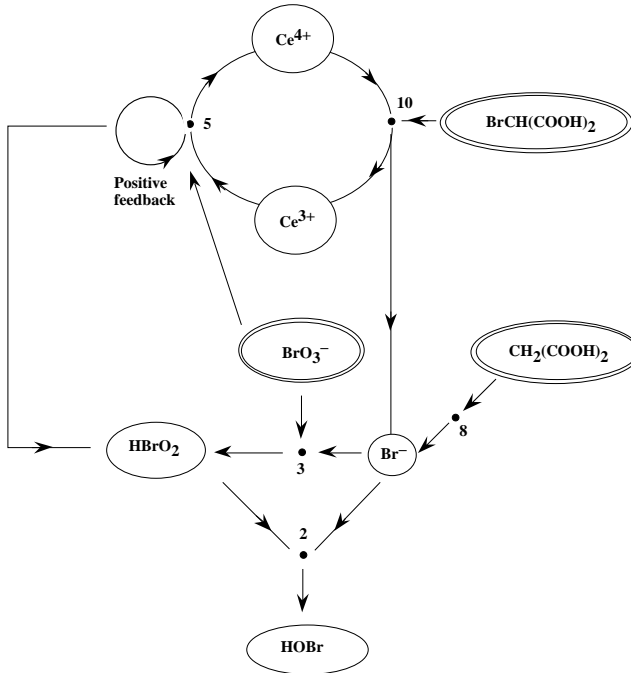 Ce⁴⁺
10
5
BrCH(COOH)₂
Positive
feedback
Ce³⁺
BrO₃⁻
CH₂(COOH)₂
8
HBrO₂
Br⁻
3
2
HOBr